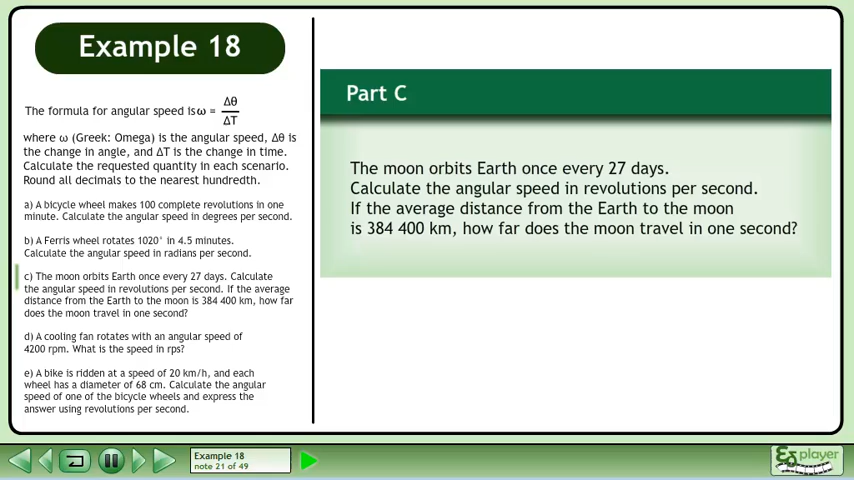 Example 18
The formula for angular speed is ω = Δθ / ΔT
where ω (Greek: Omega) is the angular speed, Δθ is
the change in angle, and ΔT is the change in time.
Calculate the requested quantity in each scenario.
Round all decimals to the nearest hundredth.
a) A bicycle wheel makes 100 complete revolutions in one
minute. Calculate the angular speed in degrees per second.
b) A Ferris wheel rotates 1020° in 4.5 minutes.
Calculate the angular speed in radians per second.
c) The moon orbits Earth once every 27 days. Calculate
the angular speed in revolutions per second. If the average
distance from the Earth to the moon is 384 400 km, how far
does the moon travel in one second?
d) A cooling fan rotates with an angular speed of
4200 rpm. What is the speed in rps?
e) A bike is ridden at a speed of 20 km/h, and each
wheel has a diameter of 68 cm. Calculate the angular
speed of one of the bicycle wheels and express the
answer using revolutions per second.
Part C
The moon orbits Earth once every 27 days.
Calculate the angular speed in revolutions per second.
If the average distance from the Earth to the moon
is 384 400 km, how far does the moon travel in one second?
Example 18
note 21 of 49
player